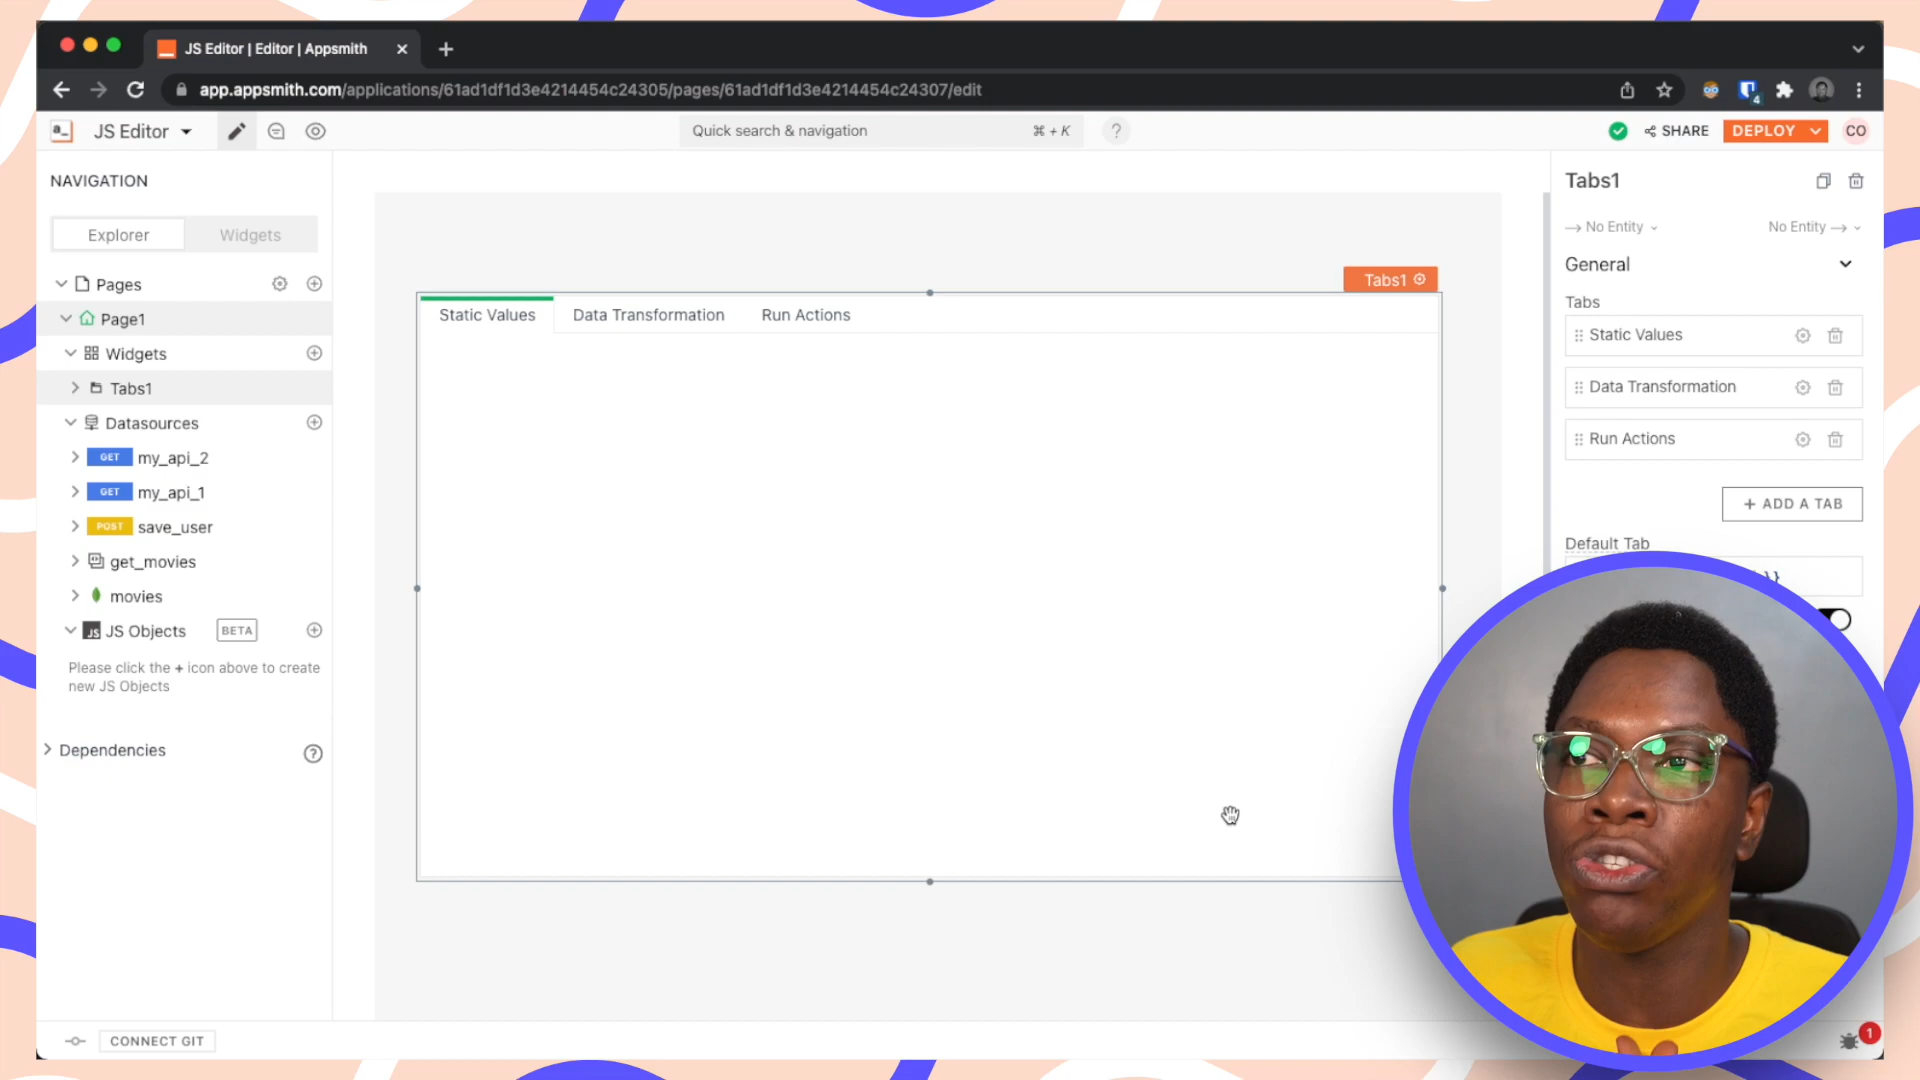 JS Editor | Editor | Appsmith
app.appsmith.com/applications/61ad1df1d3e4214454c24305/pages/61ad1df1d3e4214454c24307/edit
4
a_
JS Editor
Quick search & navigation
⌘ + K
?
SHARE
DEPLOY
CO
NAVIGATION
Explorer
Widgets
Pages
Page1
Widgets
Tabs1
Datasources
GET my_api_2
GET my_api_1
POST save_user
get_movies
movies
JS JS Objects BETA
Please click the + icon above to create
new JS Objects
Dependencies
?
CONNECT GIT
Tabs1
Static Values
Data Transformation
Run Actions
Tabs1
No Entity
No Entity
General
Tabs
Static Values
Data Transformation
Run Actions
+ ADD A TAB
Default Tab
}}
1